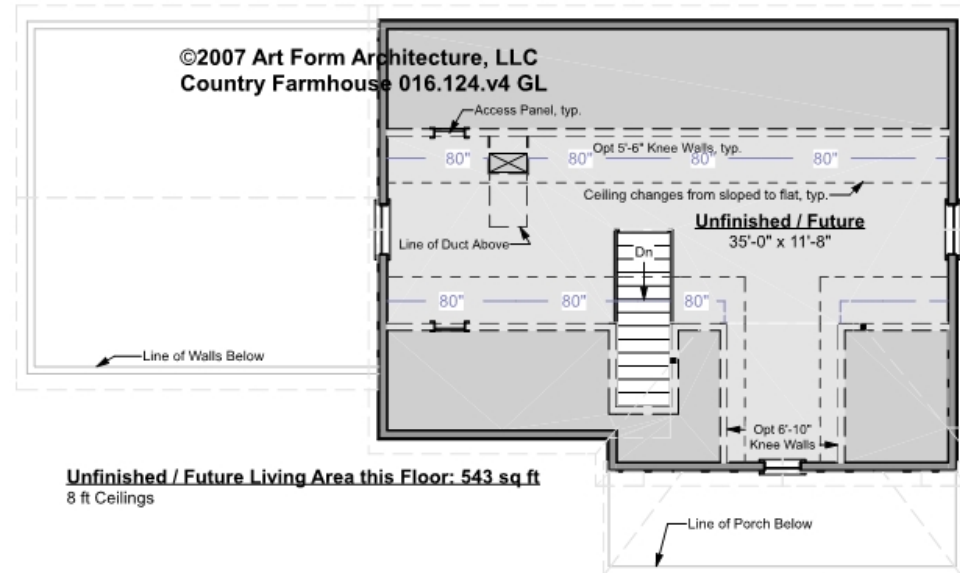 ©2007 Art Form Architecture, LLC
Country Farmhouse 016.124.v4 GL
Access Panel, typ.
Opt 5'-6" Knee Walls, typ.
80" 80" 80" 80"
Ceiling changes from sloped to flat, typ.
Unfinished / Future
35'-0" x 11'-8"
Line of Duct Above
Dn
80" 80" 80"
Line of Walls Below
Opt 6'-10"
Knee Walls
Unfinished / Future Living Area this Floor: 543 sq ft
8 ft Ceilings
Line of Porch Below